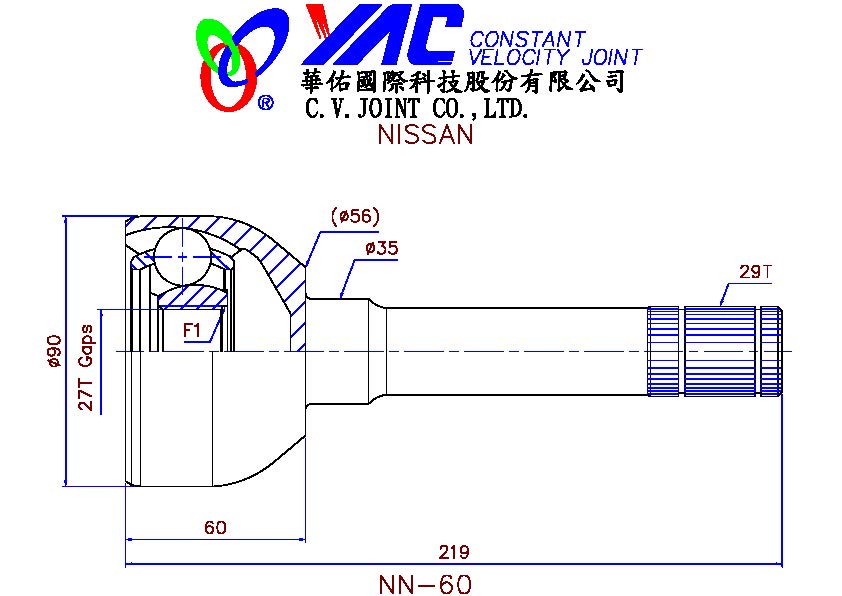 YAC CONSTANT
VELOCITY JOINT
®
華佑國際科技股份有限公司
C.V.JOINT CO.,LTD.
NISSAN
(ø56)
ø35
29T
F1
ø90
27T Gaps
60
219
NN-60